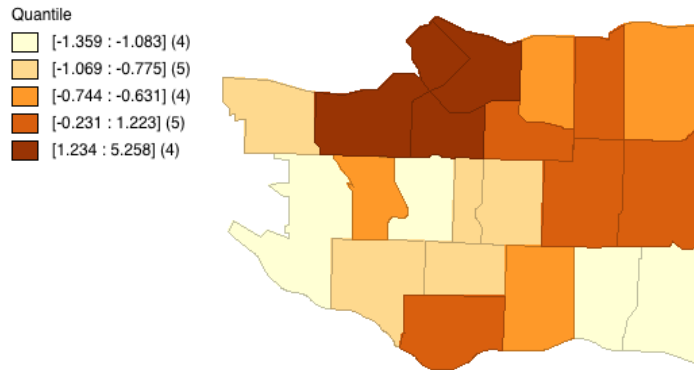 Quantile
[-1.359 : -1.083] (4)
[-1.069 : -0.775] (5)
[-0.744 : -0.631] (4)
[-0.231 : 1.223] (5)
[1.234 : 5.258] (4)